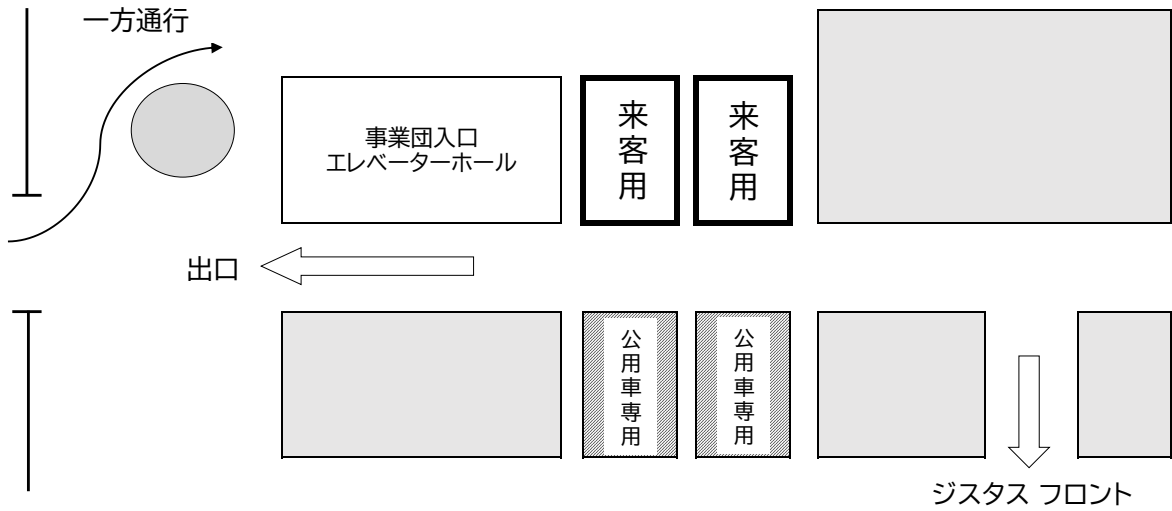 一方通行
事業団入口
エレベーターホール
来客用
来客用
出口
公用車専用
公用車専用
ジスタス フロント